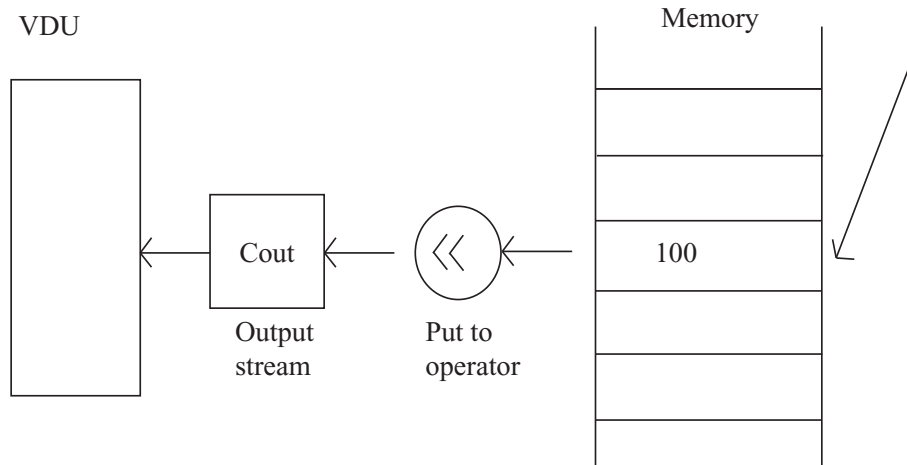 VDU
Memory
Cout
<<
100
Output
stream
Put to
operator